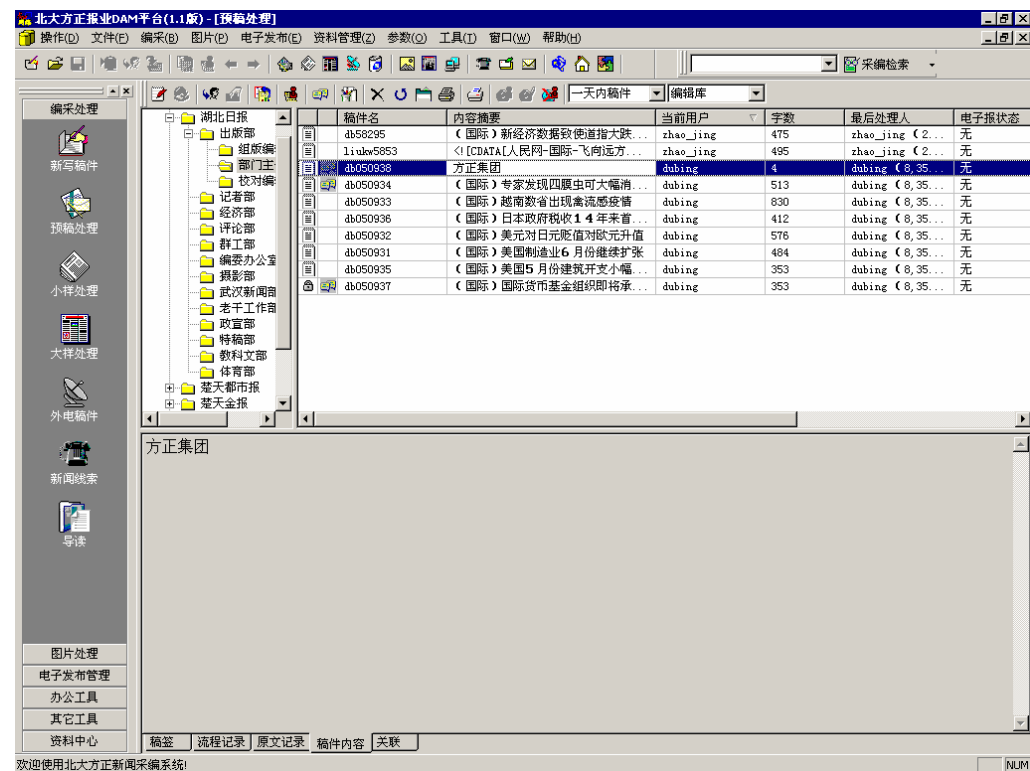 北大方正报业DAM平台(1.1版) - [预稿处理]
操作(D) 文件(F) 编采(B) 图片(P) 电子发布(E) 资料管理(Z) 参数(O) 工具(T) 窗口(W) 帮助(H)
采编检索
一天内稿件 编辑库
编采处理
新写稿件
预稿处理
小样处理
大样处理
外电稿件
新闻线索
导读
图片处理
电子发布管理
办公工具
其它工具
资料中心
湖北日报
出版部
组版编
部门主
校对编
记者部
经济部
评论部
群工部
编委办公室
摄影部
武汉新闻部
老干工作部
政宣部
特稿部
教科文部
体育部
楚天都市报
楚天金报
稿件名 内容摘要 当前用户 字数 最后处理人 电子报状态
db58295 (国际)新经济数据致使道指大跌... zhao_jing 475 zhao_jing (2... 无
liukw5853 <![CDATA[人民网-国际-飞向远方... zhao_jing 495 zhao_jing (2... 无
db050938 方正集团 dubing 4 dubing (8,35... 无
db050934 (国际)专家发现四膜虫可大幅消... dubing 513 dubing (8,35... 无
db050933 (国际)越南数省出现禽流感疫情 dubing 830 dubing (8,35... 无
db050936 (国际)日本政府税收14年来首... dubing 412 dubing (8,35... 无
db050932 (国际)美元对日元贬值对欧元升值 dubing 576 dubing (8,35... 无
db050931 (国际)美国制造业6月份继续扩张 dubing 484 dubing (8,35... 无
db050935 (国际)美国5月份建筑开支小幅... dubing 353 dubing (8,35... 无
db050937 (国际)国际货币基金组织即将承... dubing 353 dubing (8,35... 无
方正集团
稿签 流程记录 原文记录 稿件内容 关联
欢迎使用北大方正新闻采编系统! NUM